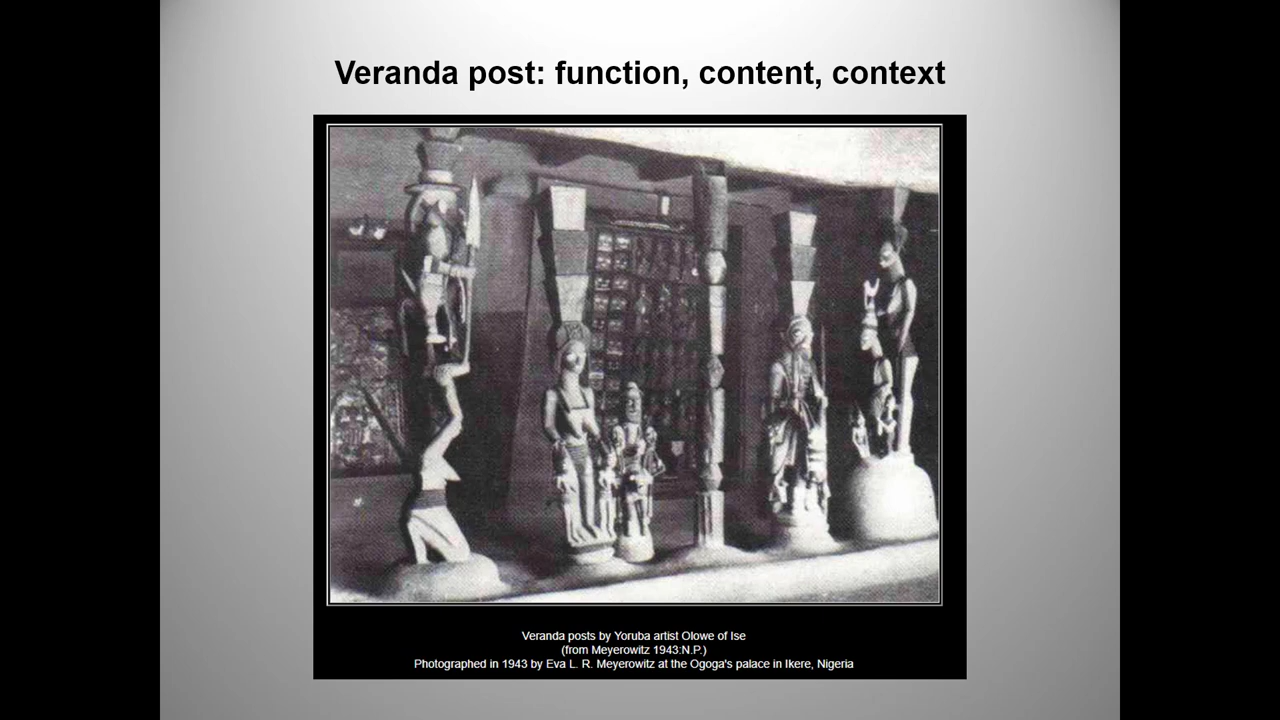 Veranda post: function, content, context
Veranda posts by Yoruba artist Olowe of Ise
(from Meyerowitz 1943:N.P.)
Photographed in 1943 by Eva L. R. Meyerowitz at the Ogoga's palace in Ikere, Nigeria